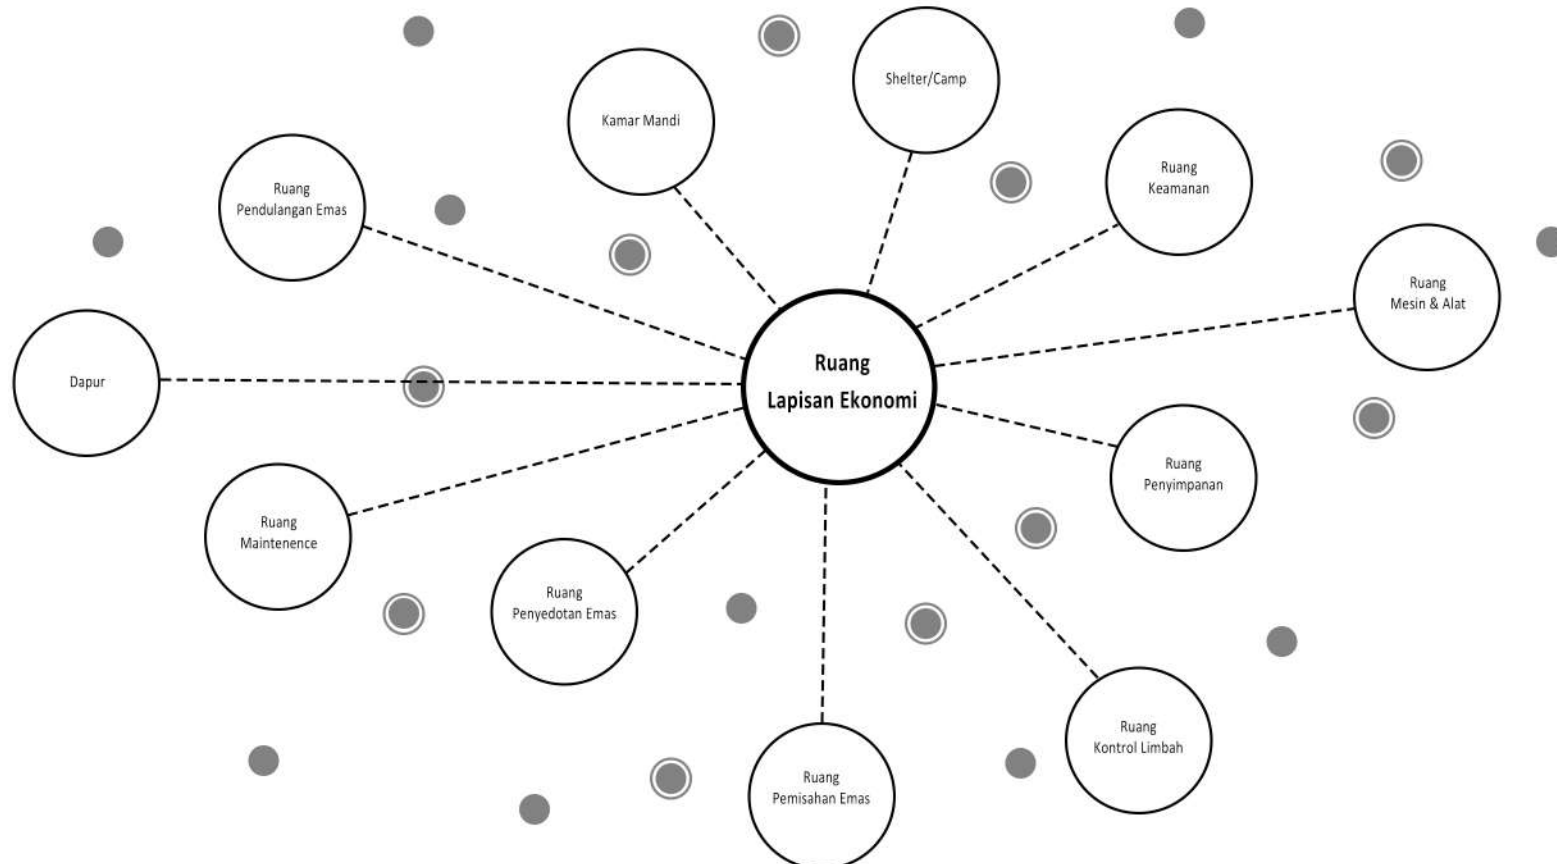 Shelter/Camp
Kamar Mandi
Ruang
Keamanan
Ruang
Pendulangan Emas
Ruang
Mesin & Alat
Ruang
Lapisan Ekonomi
Dapur
Ruang
Penyimpanan
Ruang
Maintenence
Ruang
Penyedotan Emas
Ruang
Kontrol Limbah
Ruang
Pemisahan Emas